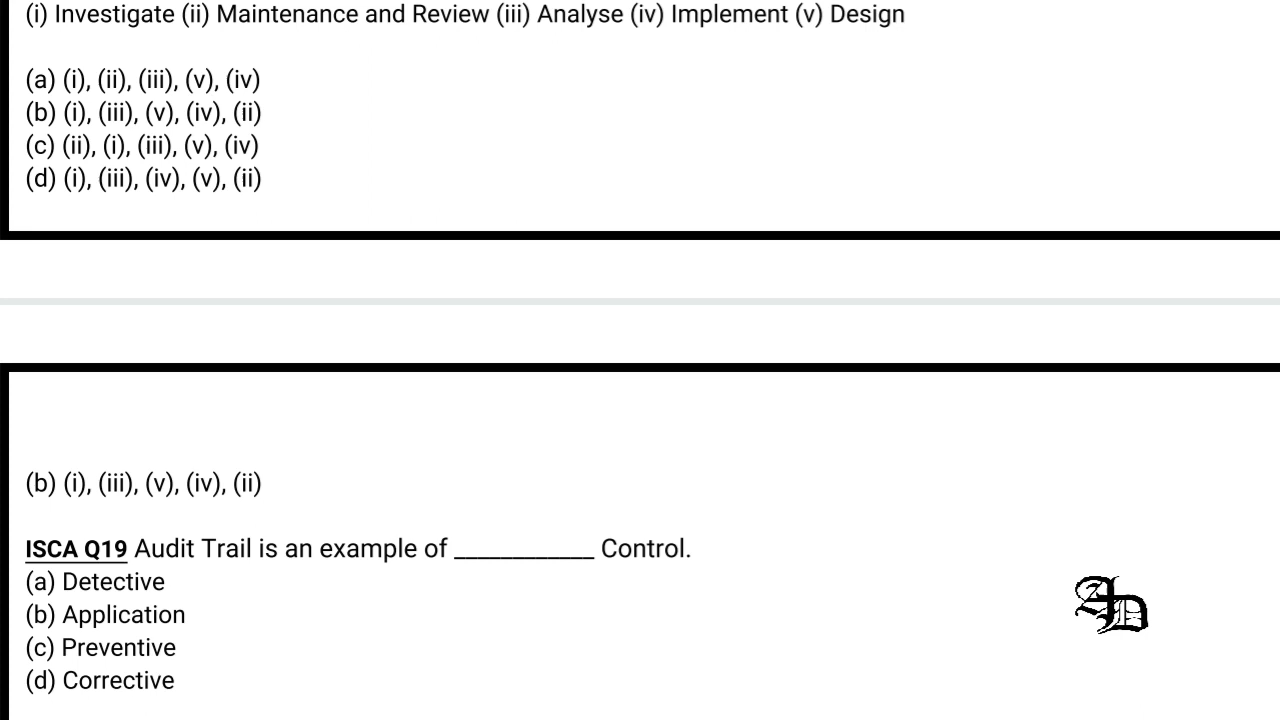 (i) Investigate (ii) Maintenance and Review (iii) Analyse (iv) Implement (v) Design
(a) (i), (ii), (iii), (v), (iv)
(b) (i), (iii), (v), (iv), (ii)
(c) (ii), (i), (iii), (v), (iv)
(d) (i), (iii), (iv), (v), (ii)
(b) (i), (iii), (v), (iv), (ii)
ISCA Q19 Audit Trail is an example of ___________ Control.
(a) Detective
(b) Application
(c) Preventive
(d) Corrective
AD